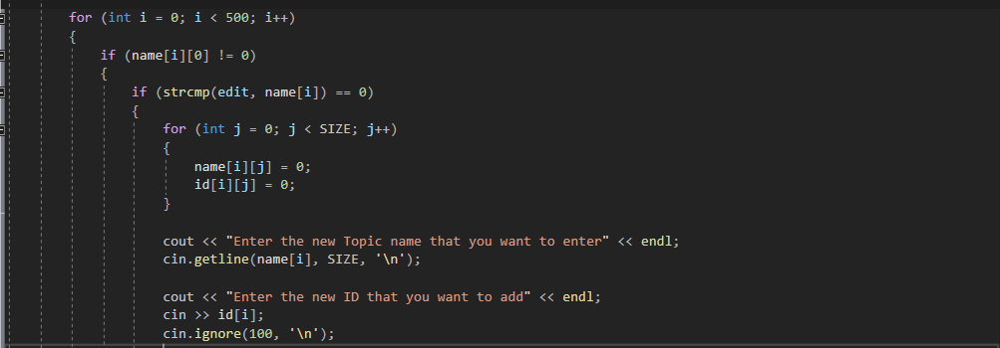 for (int i = 0; i < 500; i++)
{
if (name[i][0] != 0)
{
if (strcmp(edit, name[i]) == 0)
{
for (int j = 0; j < SIZE; j++)
{
name[i][j] = 0;
id[i][j] = 0;
}
cout << "Enter the new Topic name that you want to enter" << endl;
cin.getline(name[i], SIZE, '\n');
cout << "Enter the new ID that you want to add" << endl;
cin >> id[i];
cin.ignore(100, '\n');